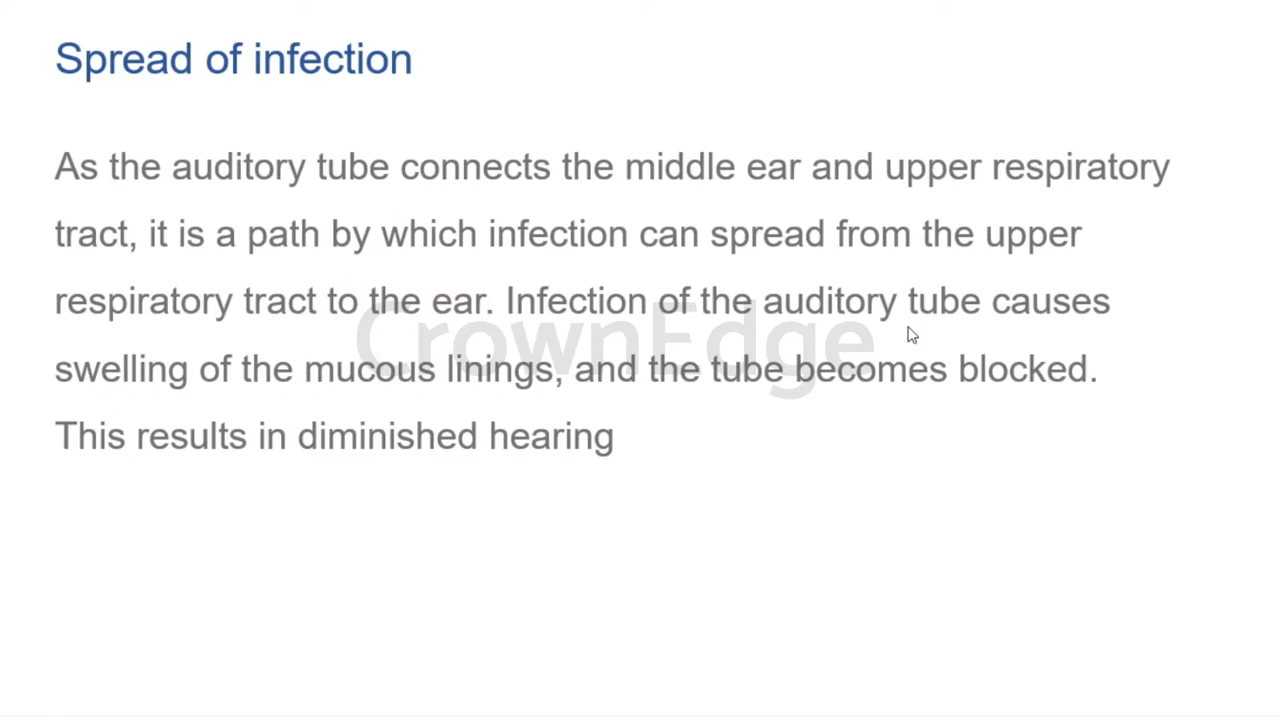 Spread of infection
As the auditory tube connects the middle ear and upper respiratory
tract, it is a path by which infection can spread from the upper
respiratory tract to the ear. Infection of the auditory tube causes
CrownEdge
swelling of the mucous linings, and the tube becomes blocked.
This results in diminished hearing